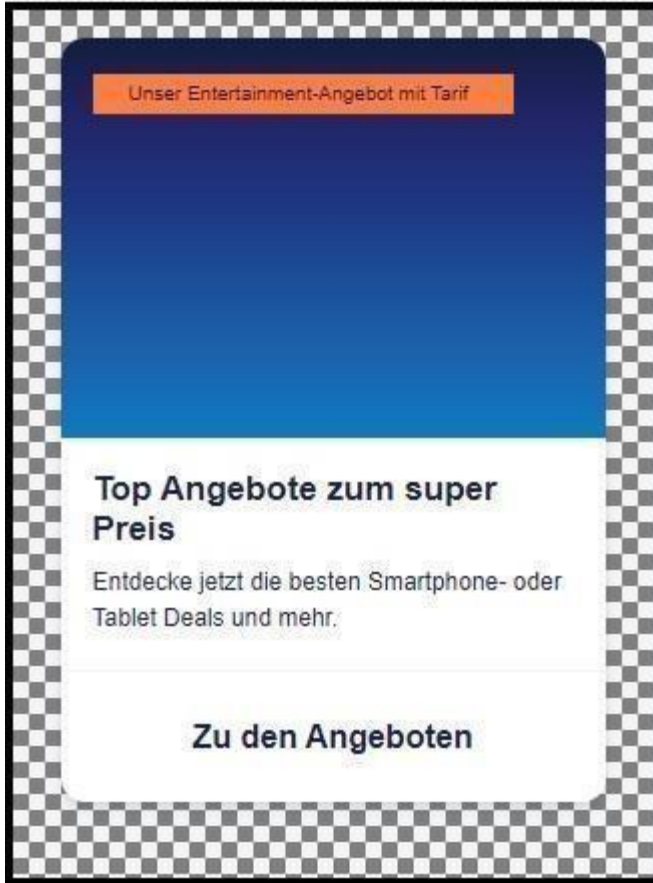 Unser Entertainment-Angebot mit Tarif
Top Angebote zum super
Preis
Entdecke jetzt die besten Smartphone- oder
Tablet Deals und mehr.
Zu den Angeboten